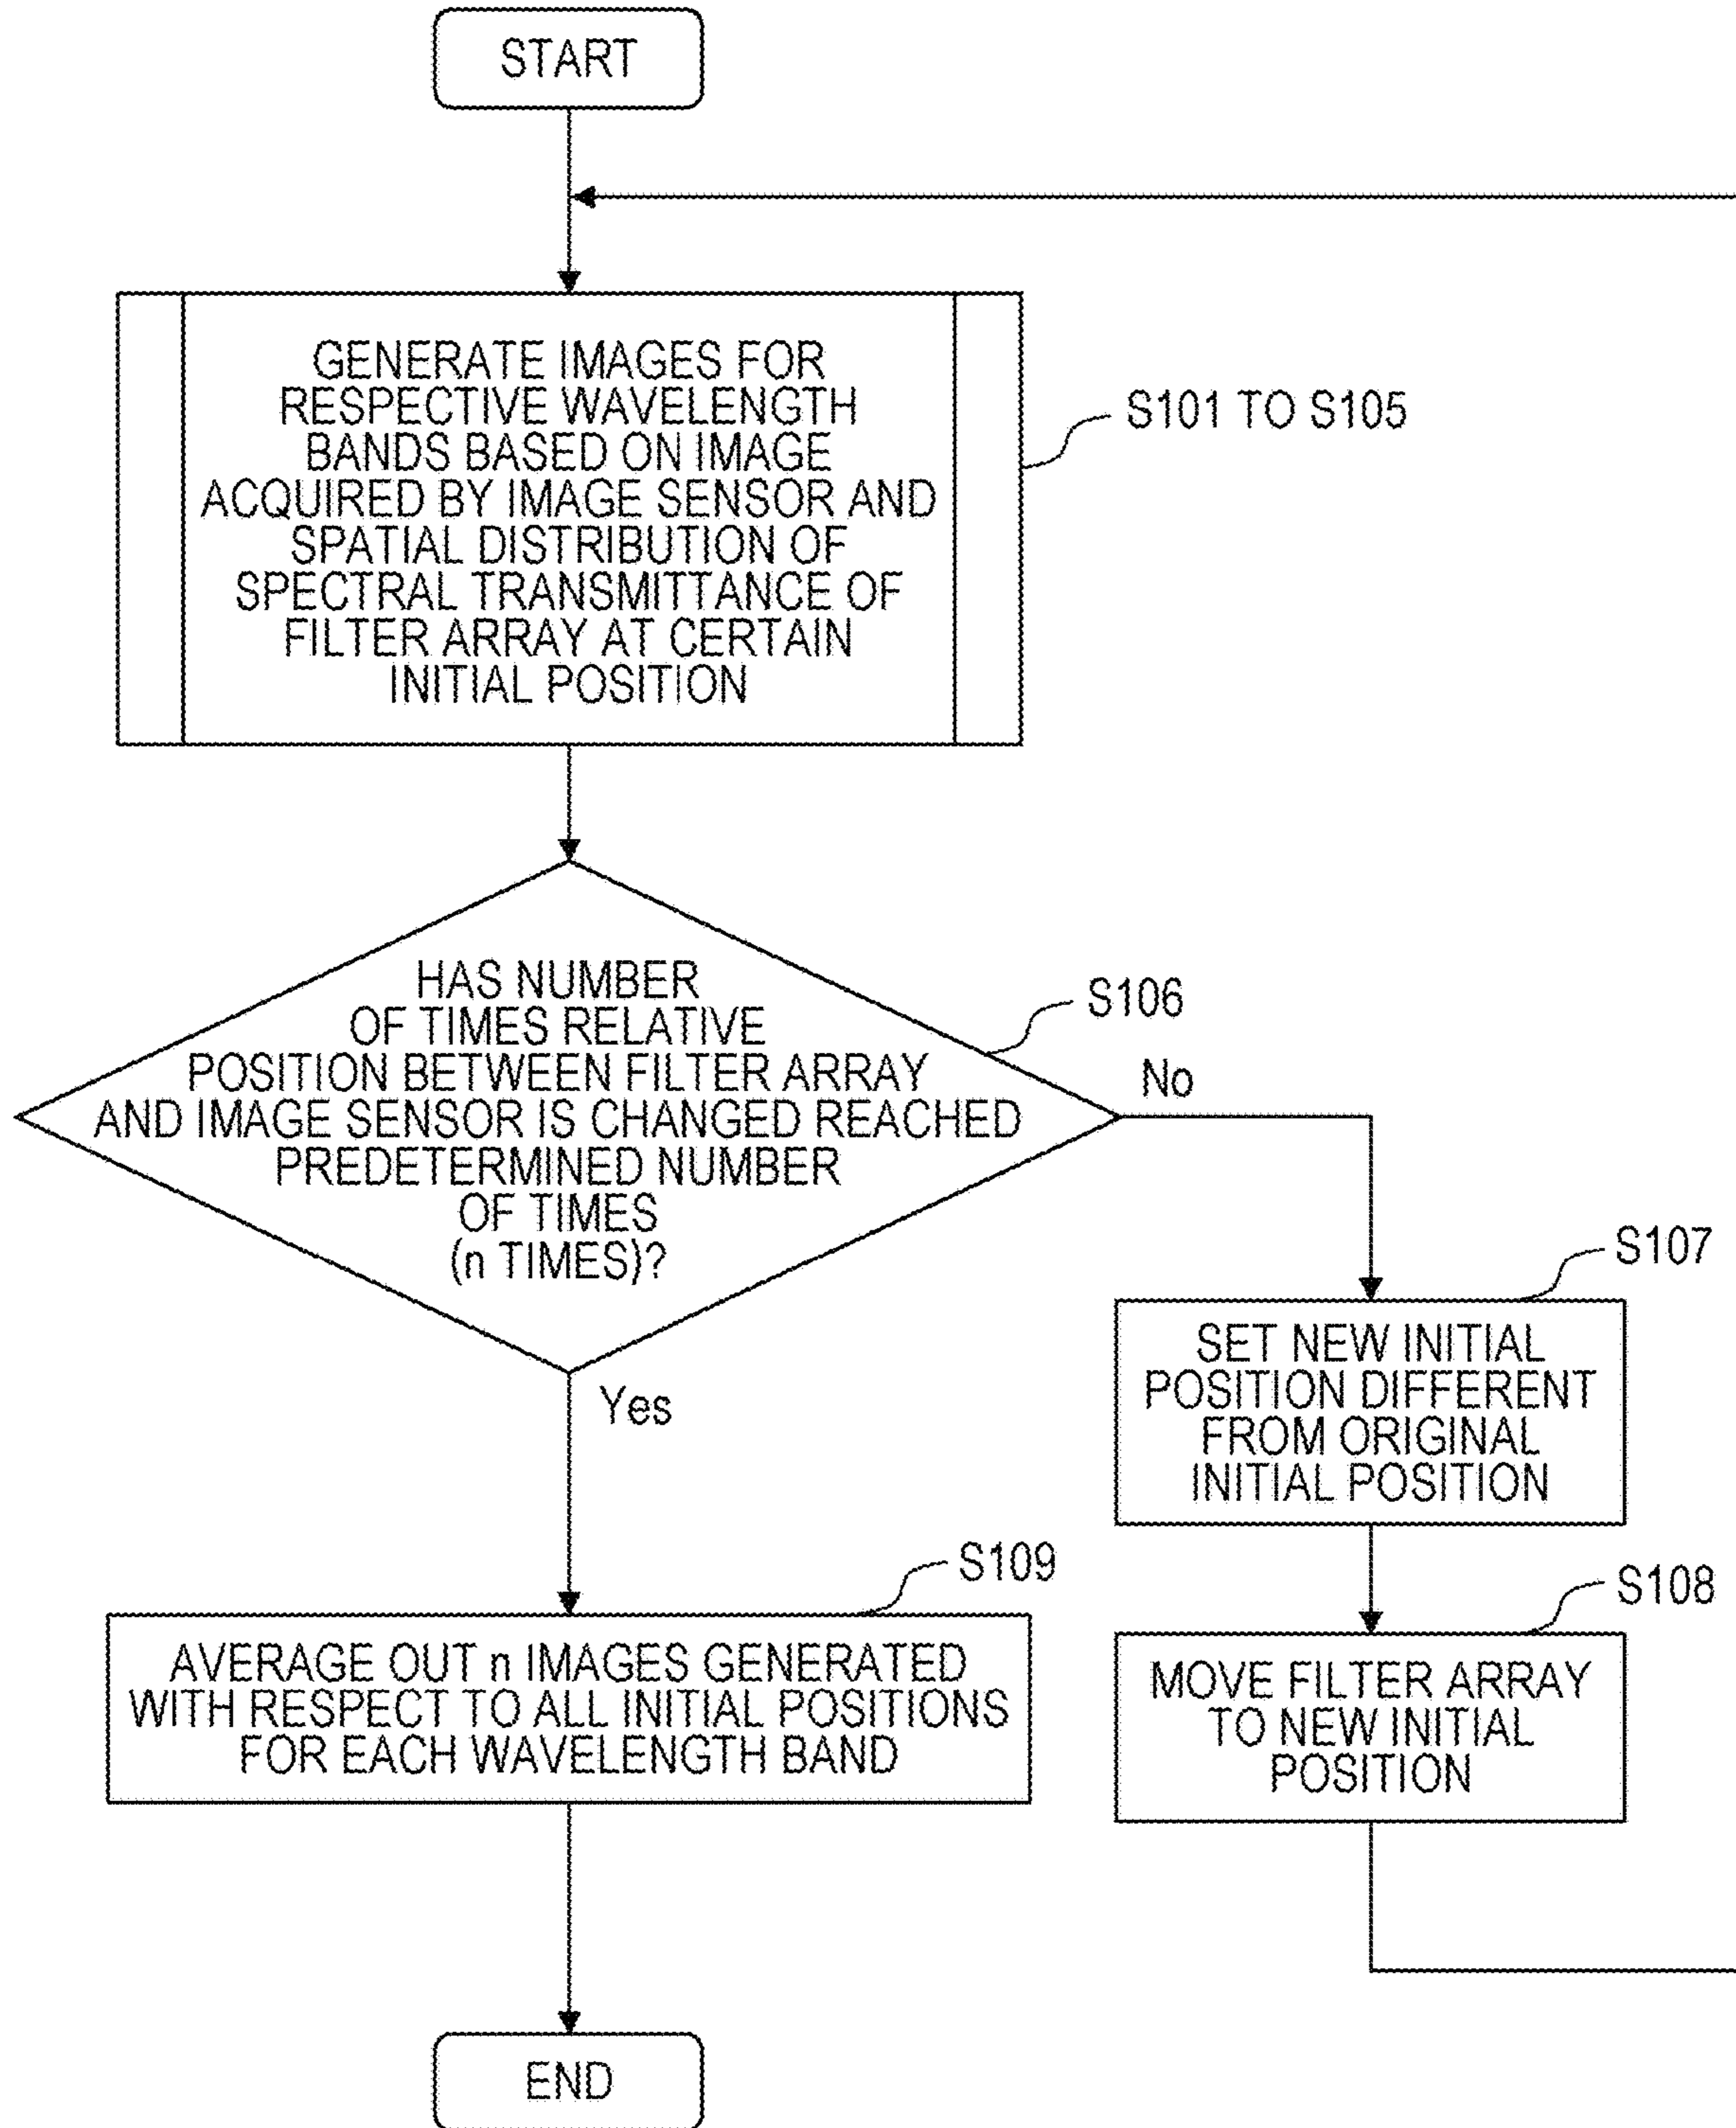 START
GENERATE IMAGES FOR
RESPECTIVE WAVELENGTH
BANDS BASED ON IMAGE
ACQUIRED BY IMAGE SENSOR AND
SPATIAL DISTRIBUTION OF
SPECTRAL TRANSMITTANCE OF
FILTER ARRAY AT CERTAIN
INITIAL POSITION
S101 TO S105
HAS NUMBER
OF TIMES RELATIVE
POSITION BETWEEN FILTER ARRAY
AND IMAGE SENSOR IS CHANGED REACHED
PREDETERMINED NUMBER
OF TIMES
(n TIMES)?
S106
No
Yes
S107
SET NEW INITIAL
POSITION DIFFERENT
FROM ORIGINAL
INITIAL POSITION
S108
MOVE FILTER ARRAY
TO NEW INITIAL
POSITION
S109
AVERAGE OUT n IMAGES GENERATED
WITH RESPECT TO ALL INITIAL POSITIONS
FOR EACH WAVELENGTH BAND
END